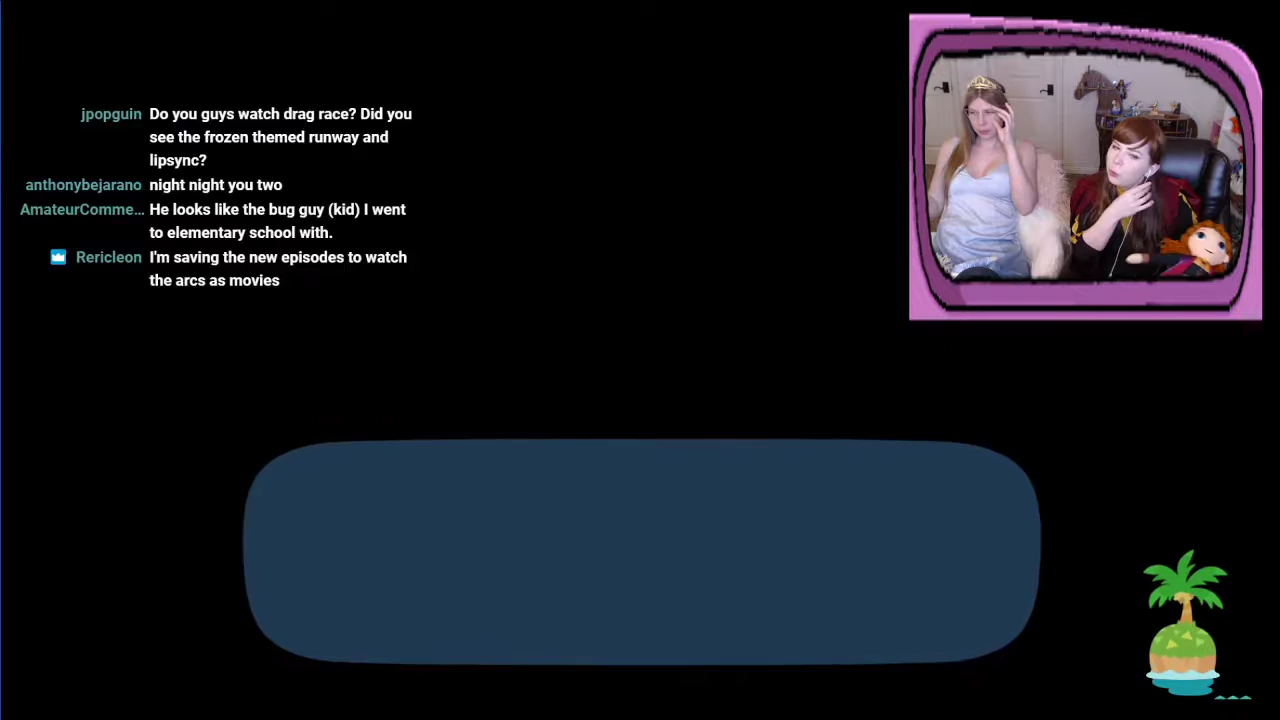 jpopguin Do you guys watch drag race? Did you
see the frozen themed runway and
lipsync?
anthonybejarano night night you two
AmateurComme… He looks like the bug guy (kid) I went
to elementary school with.
Rericleon I'm saving the new episodes to watch
the arcs as movies